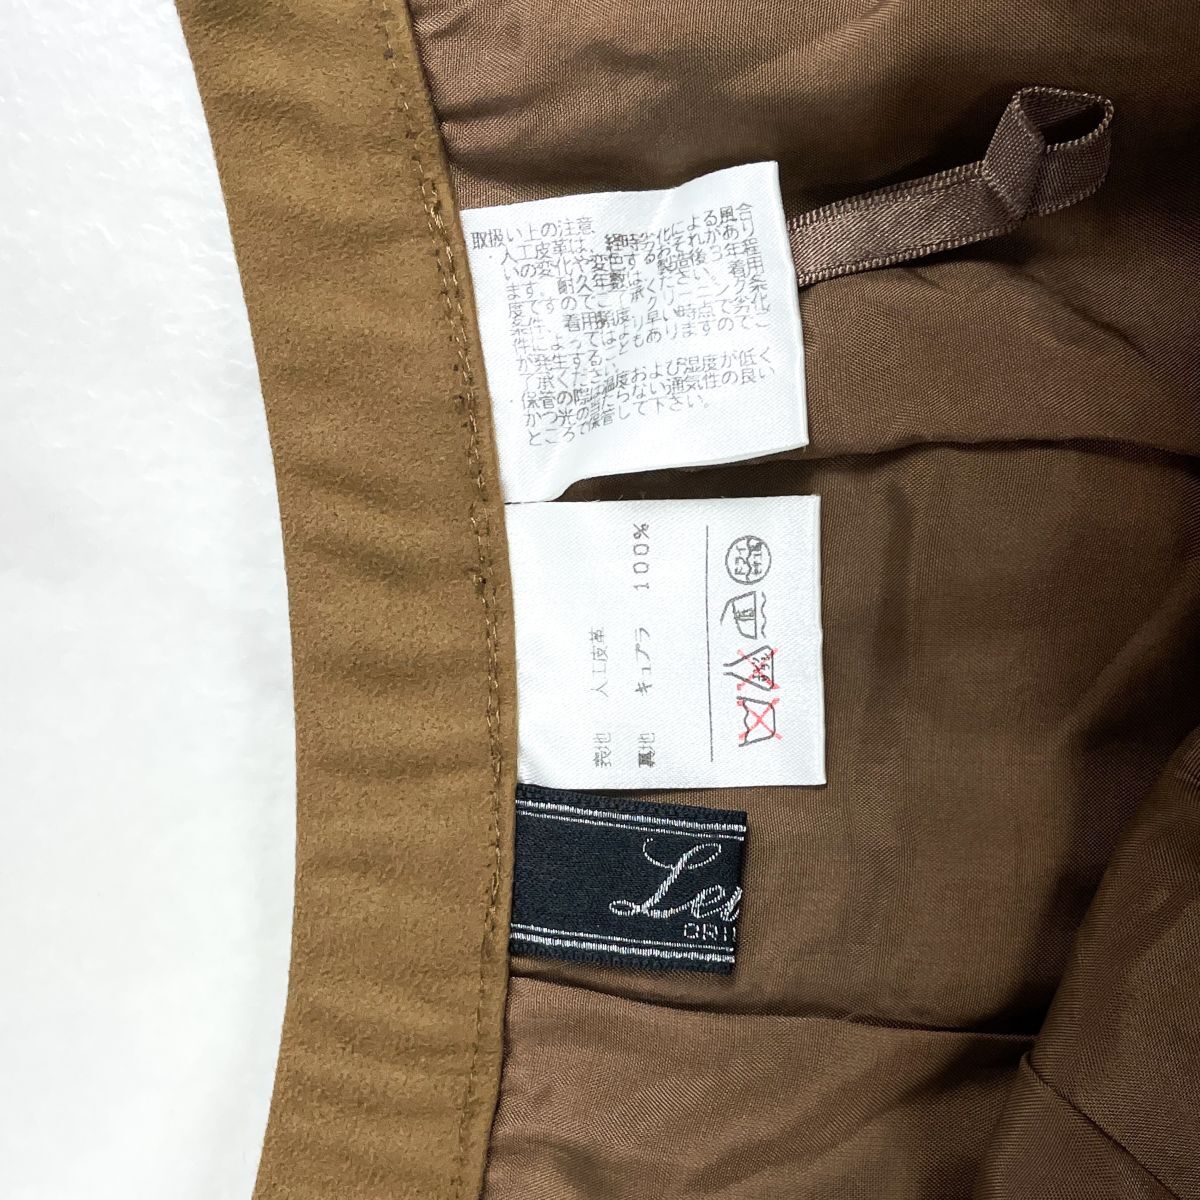 取扱い上の注意
・人工皮革は、経時劣化による風合
いの変化や変色するおそれがあり
ます。耐久年数は製造後3年程
度ですのでご了承ください。着用
条件、着用頻度、クリーニング条
件によってはより早い時点で劣化
が発生することもありますのでご
了承ください。
・保管の際は温度および湿度が低く
かつ光の当たらない通気性の良い
ところで保管して下さい。
表地 人工皮革
裏地 キュプラ 100%
ドライ
Le
ORI